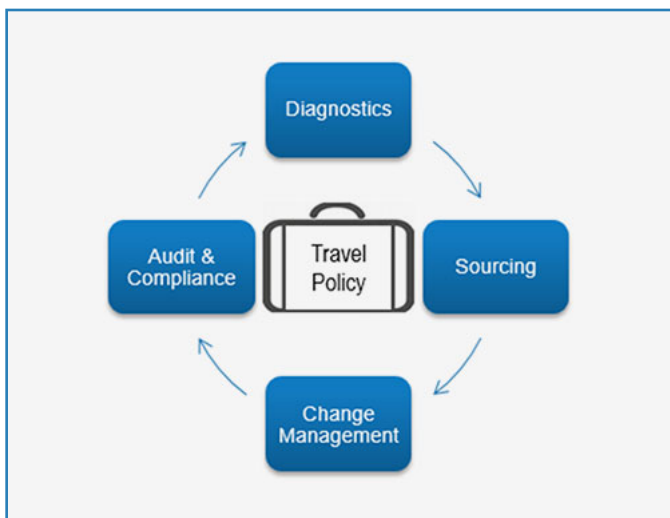 Diagnostics
Audit &
Compliance
Travel
Policy
Sourcing
Change
Management